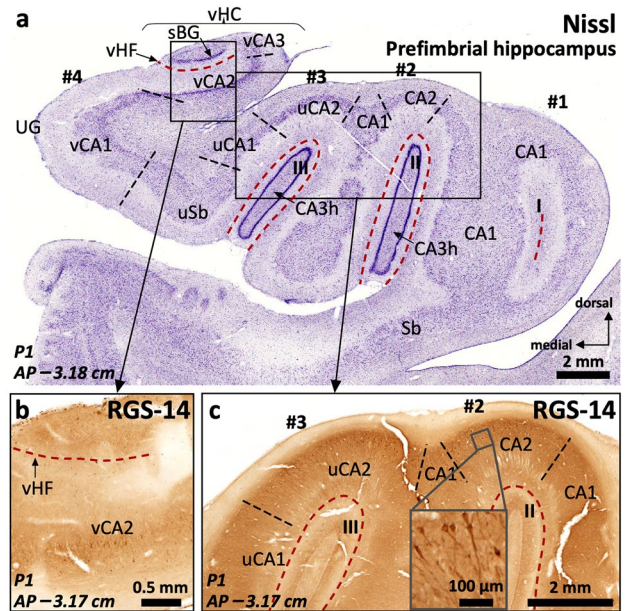 a
vHC
Nissl
Prefimbrial hippocampus
sBG
vHF
vCA3
vCA2
#4
#3
#2
#1
uCA2
CA1
CA2
UG
vCA1
uCA1
CA1
III
II
I
CA3h
uSb
CA3h
CA1
Sb
dorsal
medial
2 mm
P1
AP −3.18 cm
b
RGS-14
vHF
vCA2
P1
AP −3.17 cm
0.5 mm
c
#3
#2
RGS-14
CA2
uCA2
CA1
CA1
III
II
uCA1
P1
AP −3.17 cm
100 µm
2 mm